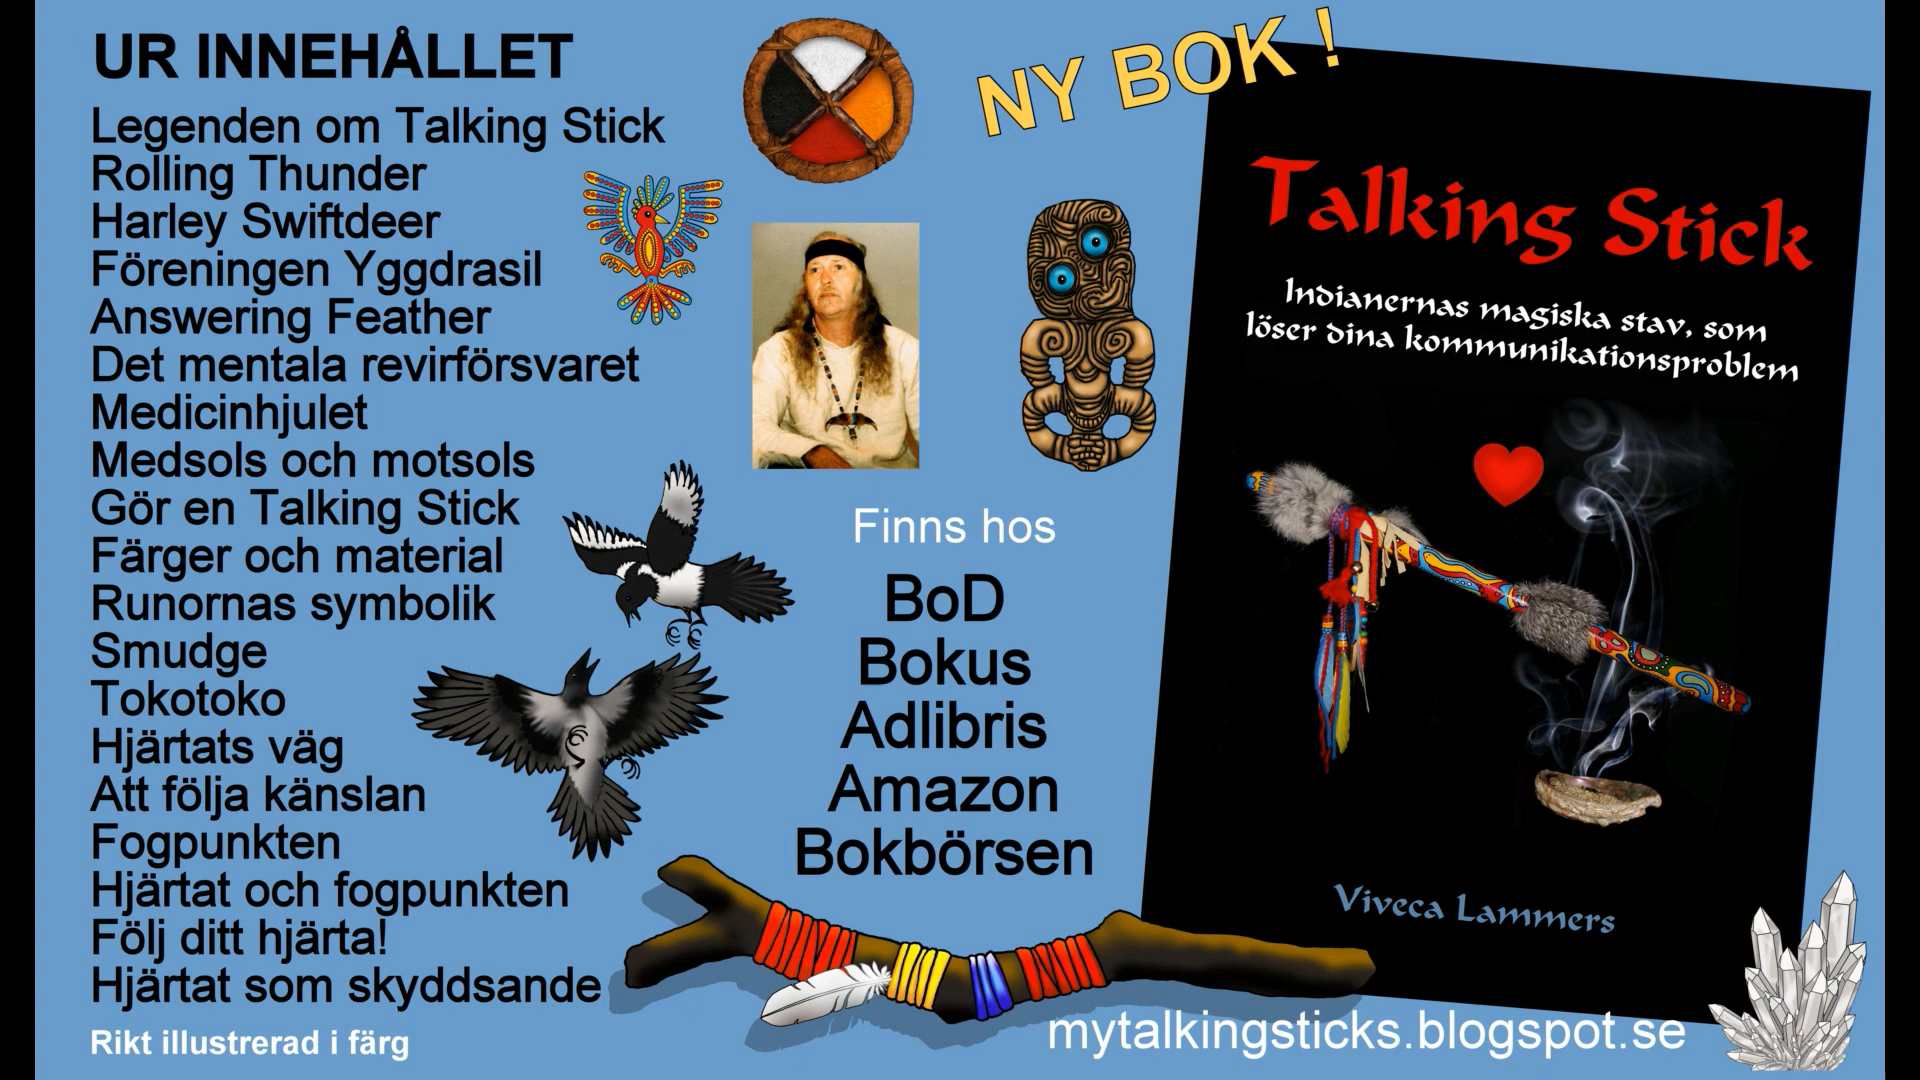 UR INNEHÅLLET
Legenden om Talking Stick
Rolling Thunder
Harley Swiftdeer
Föreningen Yggdrasil
Answering Feather
Det mentala revirförsvaret
Medicinhjulet
Medsols och motsols
Gör en Talking Stick
Färger och material
Runornas symbolik
Smudge
Tokotoko
Hjärtats väg
Att följa känslan
Fogpunkten
Hjärtat och fogpunkten
Följ ditt hjärta!
Hjärtat som skyddsande
Rikt illustrerad i färg
Finns hos
BoD
Bokus
Adlibris
Amazon
Bokbörsen
NY BOK !
Talking Stick
Indianernas magiska stav, som
löser dina kommunikationsproblem
Viveca Lammers
mytalkingsticks.blogspot.se